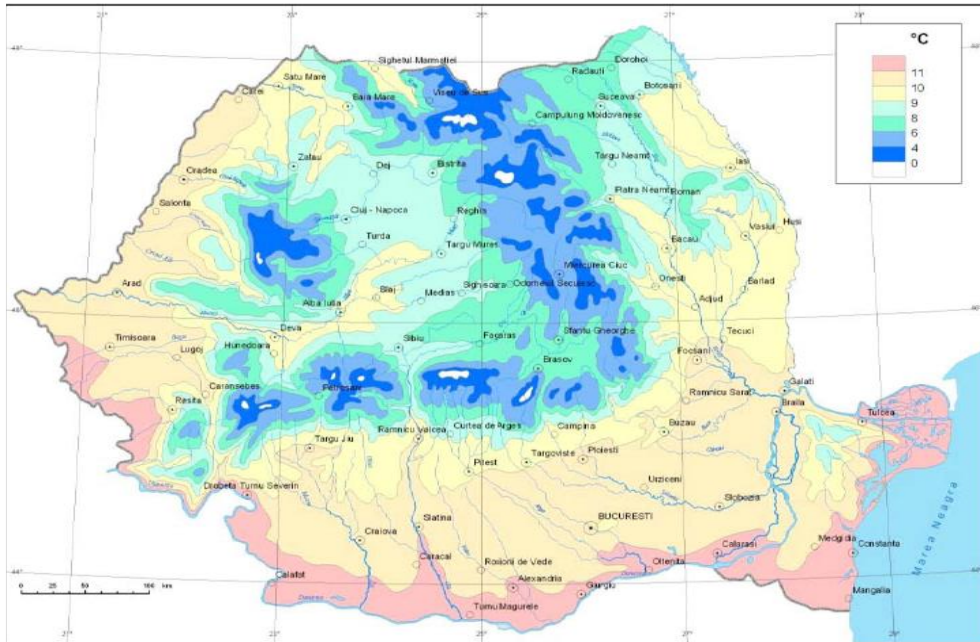 °C
11
10
9
8
6
4
0
Sighetul Marmatiei
Dorohoi
Radauti
Satu Mare
Botosani
Carei
Baia Mare
Viseu de Sus
Suceava
Campulung Moldovenesc
Zalau
Dej
Bistrita
Targu Neamt
Iasi
Oradea
Piatra Neamt
Roman
Salonta
Cluj - Napoca
Reghin
Turda
Vaslui
Husi
Targu Mures
Bacau
Miercurea Ciuc
Arad
Blaj
Medias
Sighisoara
Odorheiul Secuiesc
Onesti
Barlad
Alba Iulia
Adjud
Deva
Timisoara
Lugoj
Hunedoara
Sibiu
Fagaras
Sfantu Gheorghe
Tecuci
Focsani
Brasov
Caransebes
Petrosani
Galati
Resita
Ramnicu Sarat
Braila
Tulcea
Ramnicu Valcea
Curtea de Arges
Campina
Buzau
Targu Jiu
Targoviste
Ploiesti
Pitesti
Urziceni
Drobeta Turnu Severin
Slobozia
Slatina
BUCURESTI
Craiova
Medgidia
Constanta
Calarasi
Caracal
Rosiorii de Vede
Oltenita
Calafat
Alexandria
Giurgiu
Mangalia
Turnu Magurele
Marea Neagra
0 25 50 100 km